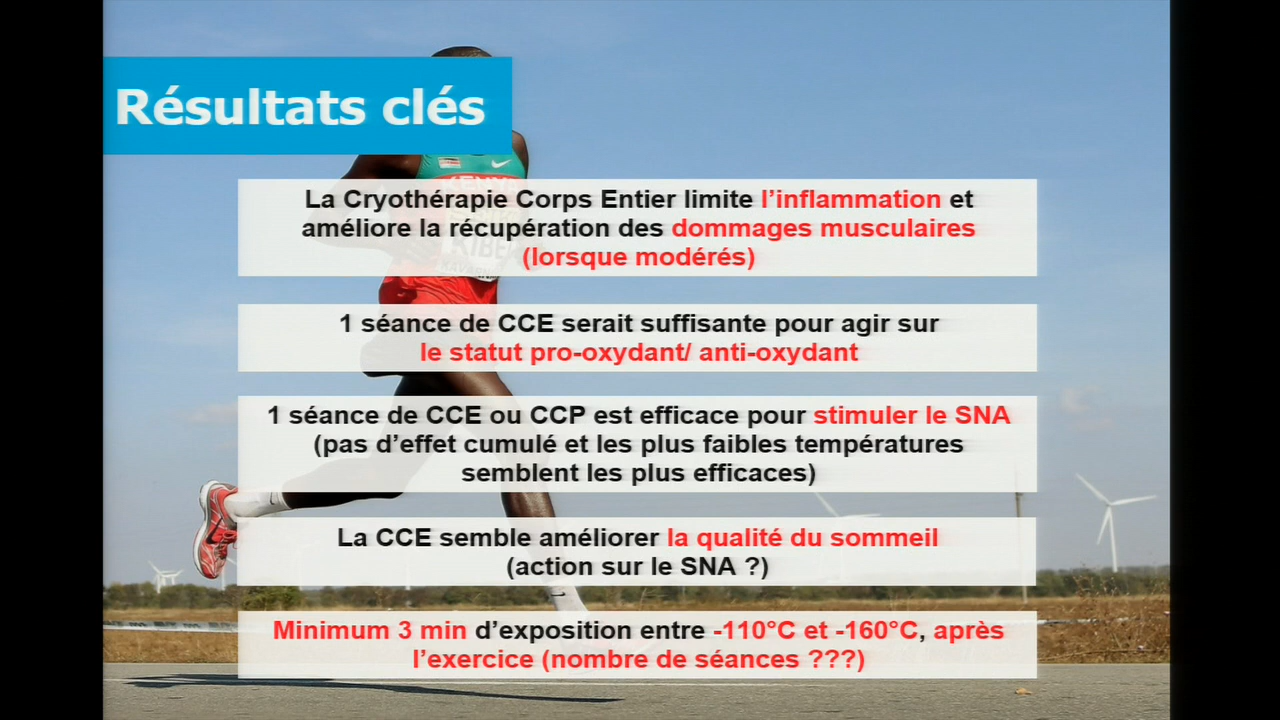 Résultats clés
La Cryothérapie Corps Entier limite l'inflammation et
améliore la récupération des dommages musculaires
(lorsque modérés)
1 séance de CCE serait suffisante pour agir sur
le statut pro-oxydant/ anti-oxydant
1 séance de CCE ou CCP est efficace pour stimuler le SNA
(pas d'effet cumulé et les plus faibles températures
semblent les plus efficaces)
La CCE semble améliorer la qualité du sommeil
(action sur le SNA ?)
Minimum 3 min d'exposition entre -110°C et -160°C, après
l'exercice (nombre de séances ???)